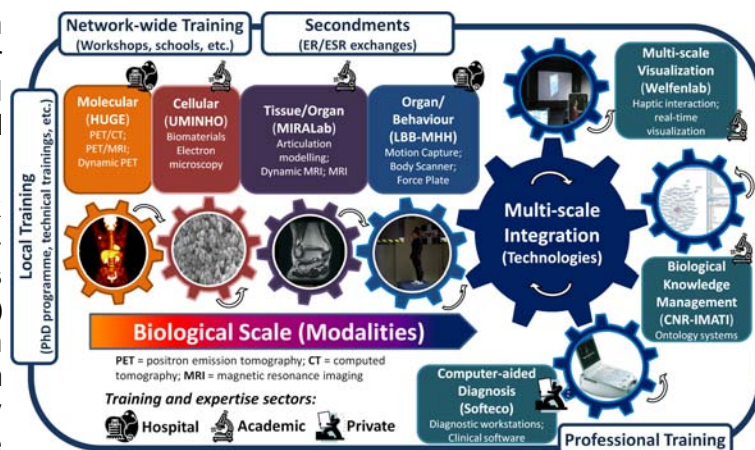 Network-wide Training
(Workshops, schools, etc.)
Secondments
(ER/ESR exchanges)
Local Training
(PhD programme, technical trainings, etc.)
Molecular
(HUGE)
PET/CT;
PET/MRI;
Dynamic PET
Cellular
(UMINHO)
Biomaterials
Electron
microscopy
Tissue/Organ
(MIRALab)
Articulation
modelling;
Dynamic MRI; MRI
Organ/
Behaviour
(LBB-MHH)
Motion Capture;
Body Scanner;
Force Plate
Multi-scale
Visualization
(Welfenlab)
Haptic interaction;
real-time
visualization
Multi-scale
Integration
(Technologies)
Biological
Knowledge
Management
(CNR-IMATI)
Ontology systems
Biological Scale (Modalities)
PET = positron emission tomography; CT = computed
tomography; MRI = magnetic resonance imaging
Training and expertise sectors:
Hospital
Academic
Private
Computer-aided
Diagnosis
(Softeco)
Diagnostic workstations;
Clinical software
Professional Training